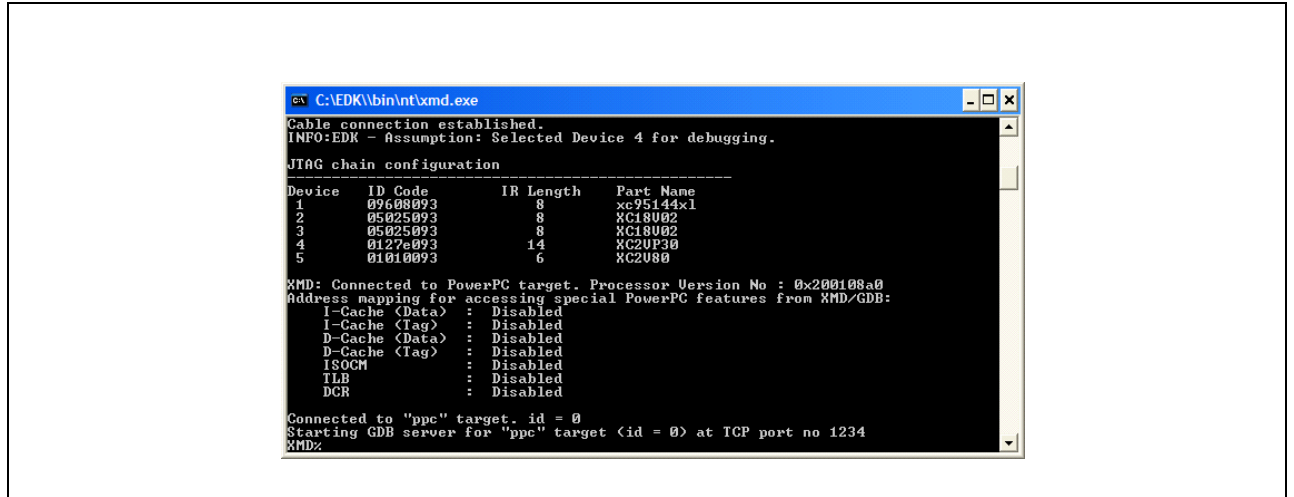 C:\EDK\\bin\nt\xmd.exe
Cable connection established.
INFO:EDK - Assumption: Selected Device 4 for debugging.
JTAG chain configuration
--------------------------------------------------
Device ID Code IR Length Part Name
1 09608093 8 xc95144xl
2 05025093 8 XC18V02
3 05025093 8 XC18V02
4 0127e093 14 XC2VP30
5 01010093 6 XC2V80
XMD: Connected to PowerPC target. Processor Version No : 0x200108a0
Address mapping for accessing special PowerPC features from XMD/GDB:
I-Cache (Data) : Disabled
I-Cache (Tag) : Disabled
D-Cache (Data) : Disabled
D-Cache (Tag) : Disabled
ISOCM : Disabled
TLB : Disabled
DCR : Disabled
Connected to "ppc" target. id = 0
Starting GDB server for "ppc" target (id = 0) at TCP port no 1234
XMD%